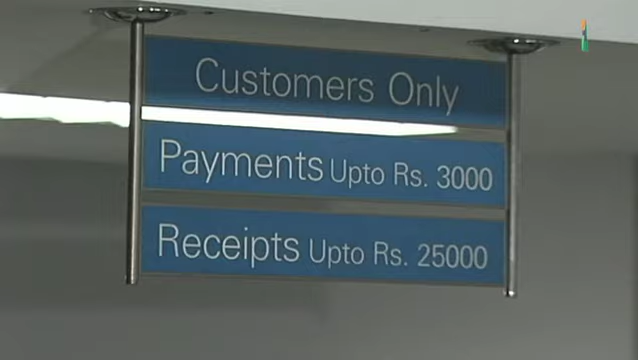 Customers Only
Payments Upto Rs. 3000
Receipts Upto Rs. 25000